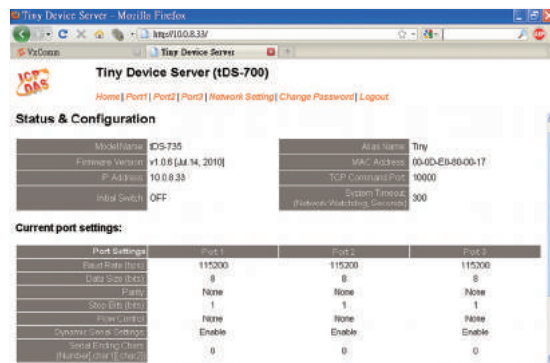 Tiny Device Server - Mozilla Firefox
http://10.0.8.33/
VxComm
Tiny Device Server
ICP DAS
Tiny Device Server (tDS-700)
Home | Port1 | Port2 | Port3 | Network Setting | Change Password | Logout
Status & Configuration
Model Name tDS-735 Alias Name Tiny
Firmware Version v1.0.6 [Jul.14, 2010] MAC Address 00-0D-E0-80-00-17
IP Address 10.0.8.33 TCP Command Port 10000
Initial Switch OFF System Timeout (Network Watchdog, Seconds) 300
Current port settings:
Port Settings Port 1 Port 2 Port 3
Baud Rate (bps) 115200 115200 115200
Data Size (bits) 8 8 8
Parity None None None
Stop Bits (bits) 1 1 1
Flow Control None None None
Dynamic Serial Settings Enable Enable Enable
Serial Ending Chars
0 0 0